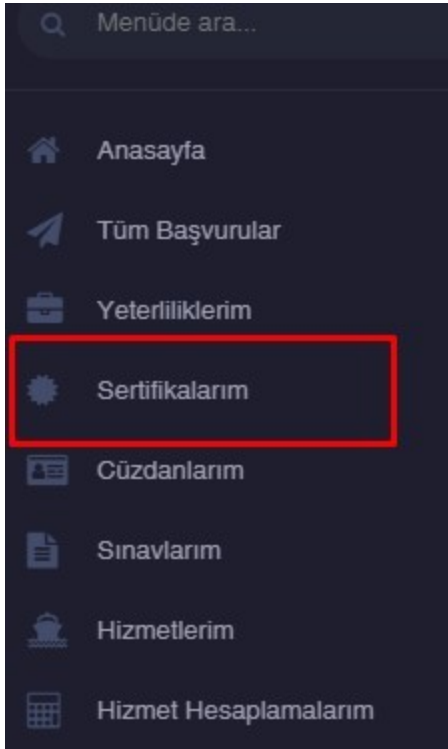 Menüde ara...
Anasayfa
Tüm Başvurular
Yeterliliklerim
Sertifikalarım
Cüzdanlarım
Sınavlarım
Hizmetlerim
Hizmet Hesaplamalarım